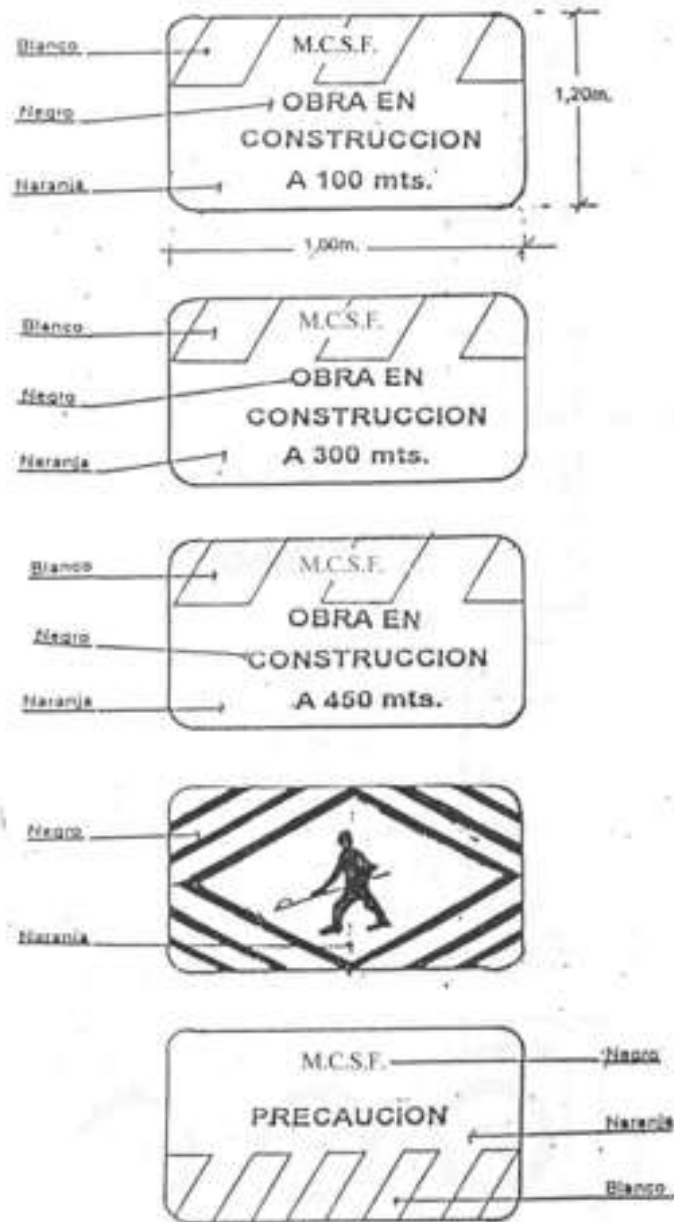 Blanco
M.C.S.F.
1,20m.
Negro
OBRA EN
CONSTRUCCION
Naranja
A 100 mts.
1,00m.
Blanco
M.C.S.F.
Negro
OBRA EN
CONSTRUCCION
Naranja
A 300 mts.
Blanco
M.C.S.F.
OBRA EN
Negro
CONSTRUCCION
Naranja
A 450 mts.
Negro
Naranja
M.C.S.F.
Negro
PRECAUCION
Naranja
Blanco